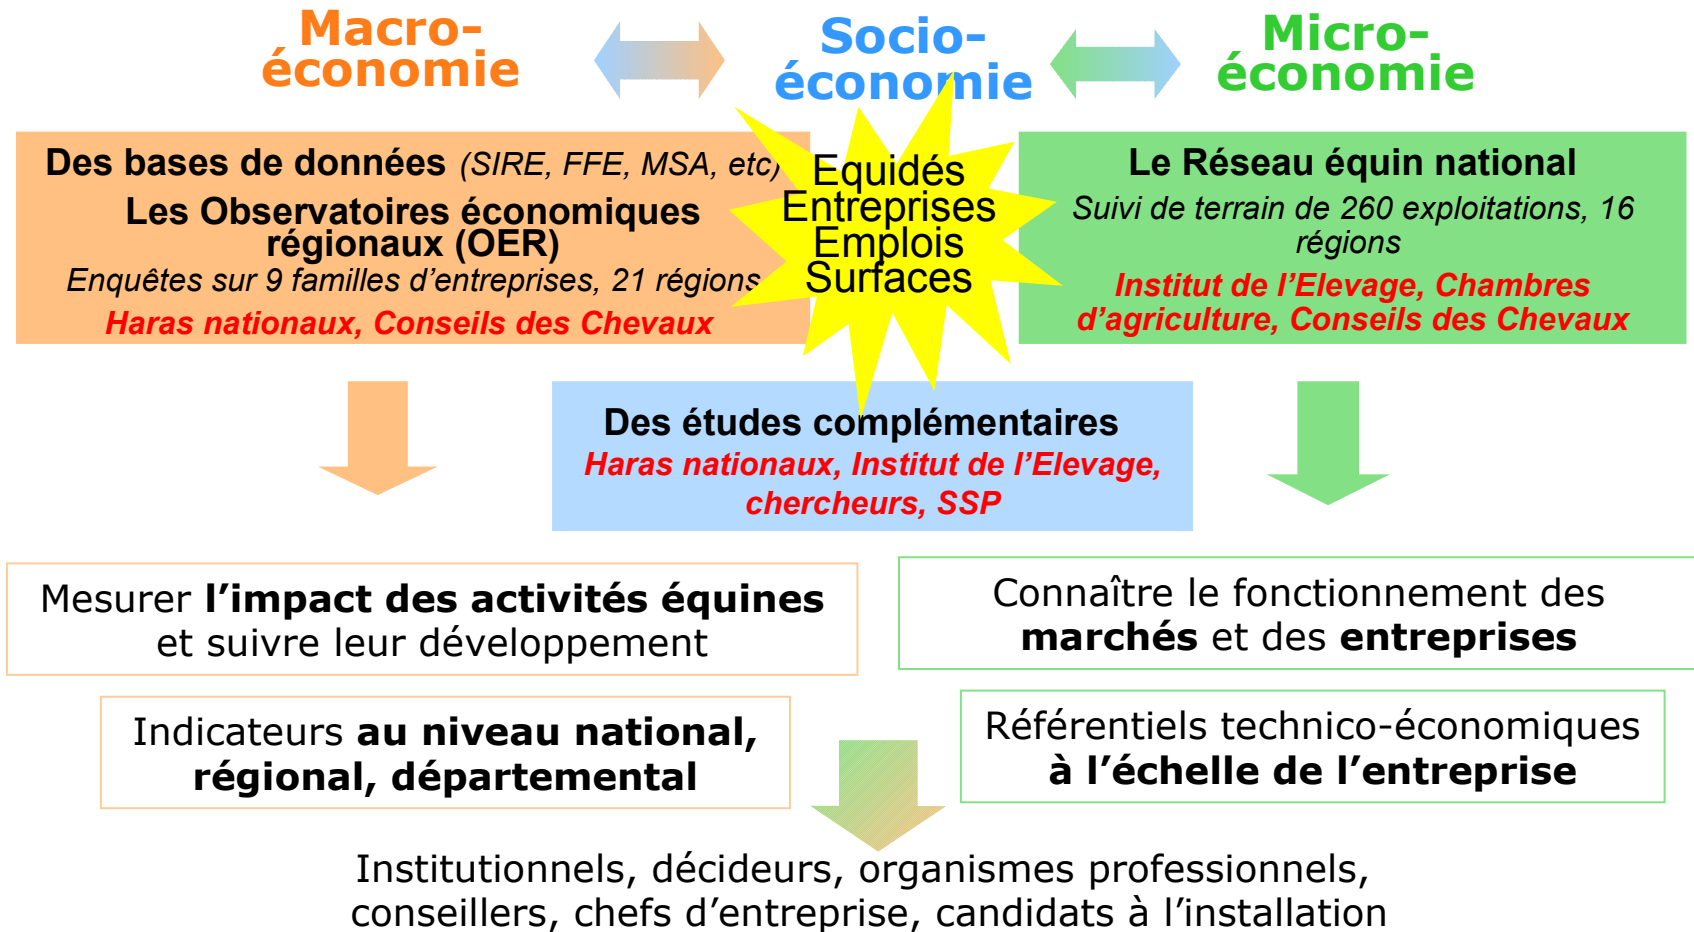 Macro-
économie
Socio-
économie
Micro-
économie
Des bases de données (SIRE, FFE, MSA, etc)
Les Observatoires économiques
régionaux (OER)
Enquêtes sur 9 familles d’entreprises, 21 régions
Haras nationaux, Conseils des Chevaux
Equidés
Entreprises
Emplois
Surfaces
Le Réseau équin national
Suivi de terrain de 260 exploitations, 16
régions
Institut de l’Elevage, Chambres
d’agriculture, Conseils des Chevaux
Des études complémentaires
Haras nationaux, Institut de l’Elevage,
chercheurs, SSP
Mesurer l’impact des activités équines
et suivre leur développement
Connaître le fonctionnement des
marchés et des entreprises
Indicateurs au niveau national,
régional, départemental
Référentiels technico-économiques
à l’échelle de l’entreprise
Institutionnels, décideurs, organismes professionnels,
conseillers, chefs d’entreprise, candidats à l’installation